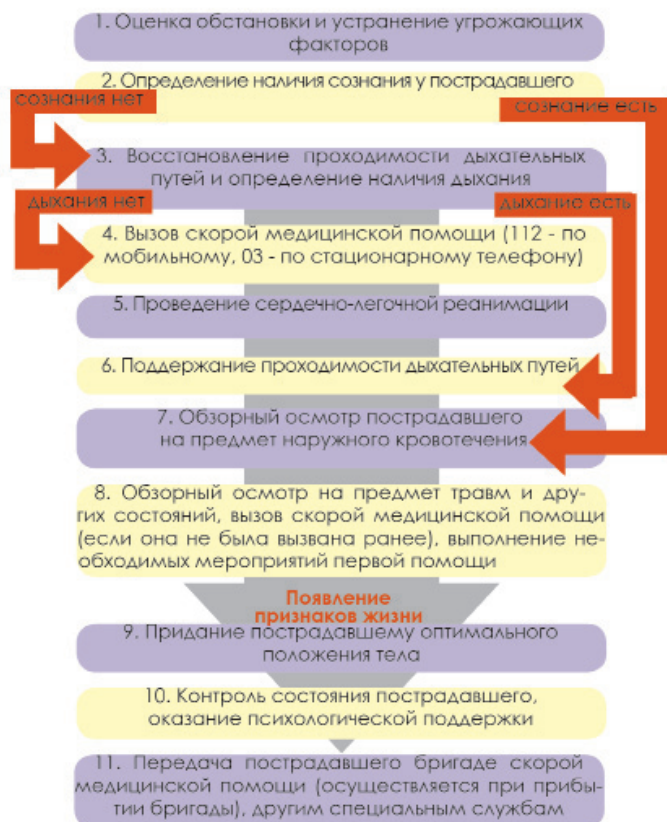 1. Оценка обстановки и устранение угрожающих
факторов
2. Определение наличия сознания у пострадавшего
сознания нет
сознание есть
3. Восстановление проходимости дыхательных
путей и определение наличия дыхания
дыхания нет
дыхание есть
4. Вызов скорой медицинской помощи (112 - по
мобильному, 03 - по стационарному телефону)
5. Проведение сердечно-легочной реанимации
6. Поддержание проходимости дыхательных путей
7. Обзорный осмотр пострадавшего
на предмет наружного кровотечения
8. Обзорный осмотр на предмет травм и дру-
гих состояний, вызов скорой медицинской помощи
(если она не была вызвана ранее), выполнение не-
обходимых мероприятий первой помощи
Появление
признаков жизни
9. Придание пострадавшему оптимального
положения тела
10. Контроль состояния пострадавшего,
оказание психологической поддержки
11. Передача пострадавшего бригаде скорой
медицинской помощи (осуществляется при прибы-
тии бригады), другим специальным службам